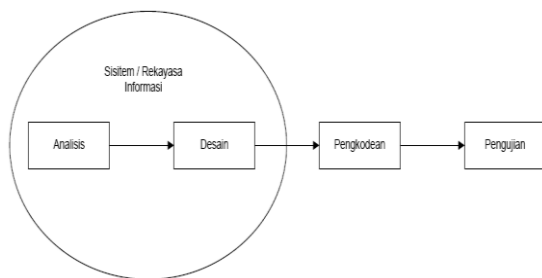 Sisitem / Rekayasa
Informasi
Analisis
Desain
Pengkodean
Pengujian